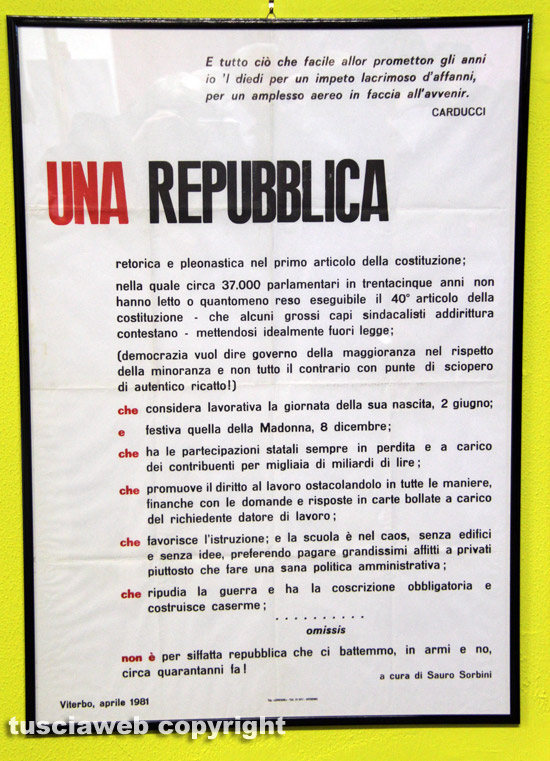 E tutto ciò che facile allor prometton gli anni
io 'l diedi per un impeto lacrimoso d'affanni,
per un amplesso aereo in faccia all'avvenir.
CARDUCCI
UNA REPUBBLICA
retorica e pleonastica nel primo articolo della costituzione;
nella quale circa 37.000 parlamentari in trentacinque anni non
hanno letto o quantomeno reso eseguibile il 40° articolo della
costituzione - che alcuni grossi capi sindacalisti addirittura
contestano - mettendosi idealmente fuori legge;
(democrazia vuol dire governo della maggioranza nel rispetto
della minoranza e non tutto il contrario con punte di sciopero
di autentico ricatto!)
che considera lavorativa la giornata della sua nascita, 2 giugno;
e festiva quella della Madonna, 8 dicembre;
che ha le partecipazioni statali sempre in perdita e a carico
dei contribuenti per migliaia di miliardi di lire;
che promuove il diritto al lavoro ostacolandolo in tutte le maniere,
finanche con le domande e risposte in carte bollate a carico
del richiedente datore di lavoro;
che favorisce l'istruzione; e la scuola è nel caos, senza edifici
e senza idee, preferendo pagare grandissimi affitti a privati
piuttosto che fare una sana politica amministrativa;
che ripudia la guerra e ha la coscrizione obbligatoria e
costruisce caserme;
. . . . . . . . . .
omissis
non è per siffatta repubblica che ci battemmo, in armi e no,
circa quarantanni fa!
a cura di Sauro Sorbini
Viterbo, aprile 1981
tusciaweb copyright